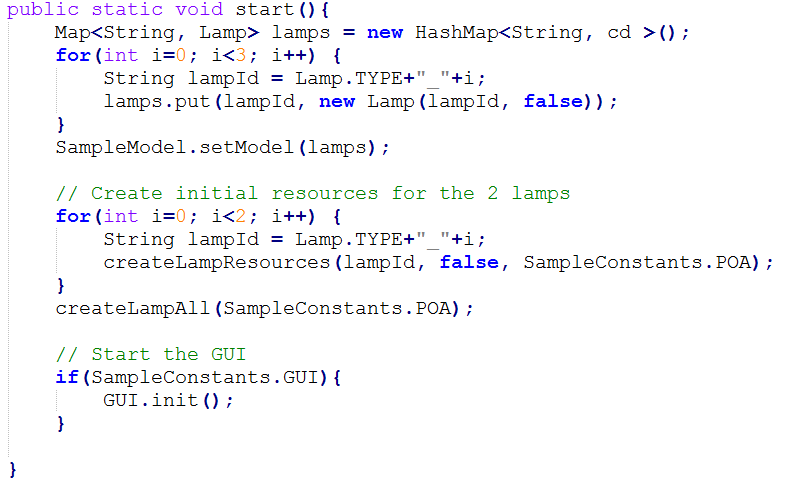 public static void start(){
Map<String, Lamp> lamps = new HashMap<String, cd >();
for(int i=0; i<3; i++) {
String lampId = Lamp.TYPE+"_"+i;
lamps.put(lampId, new Lamp(lampId, false));
}
SampleModel.setModel(lamps);
// Create initial resources for the 2 lamps
for(int i=0; i<2; i++) {
String lampId = Lamp.TYPE+"_"+i;
createLampResources(lampId, false, SampleConstants.POA);
}
createLampAll(SampleConstants.POA);
// Start the GUI
if(SampleConstants.GUI){
GUI.init();
}
}